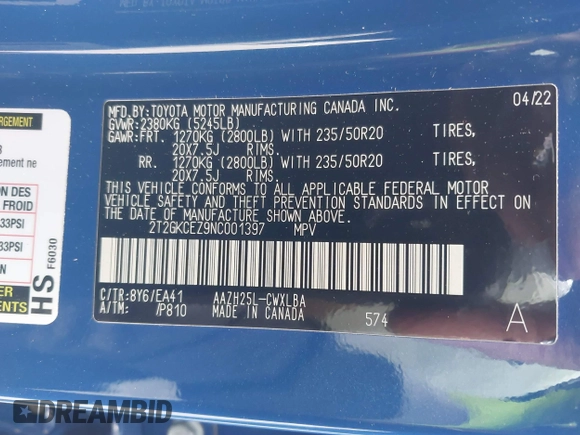 MFD.BY:TOYOTA MOTOR MANUFACTURING CANADA INC. 04/22
GVWR:2380KG (5245LB)
GAWR:FRT. 1270KG (2800LB) WITH 235/50R20 TIRES,
20X7.5J RIMS.
RR. 1270KG (2800LB) WITH 235/50R20 TIRES,
20X7.5J RIMS.
THIS VEHICLE CONFORMS TO ALL APPLICABLE FEDERAL MOTOR
VEHICLE SAFETY AND THEFT PREVENTION STANDARDS IN EFFECT ON
THE DATE OF MANUFACTURE SHOWN ABOVE.
2T2GKCEZ9NC001397 MPV
C/TR:8Y6/EA41 AAZH25L-CWXLBA
A/TM: /P810 MADE IN CANADA 574 A
ement ne
ON DES
FROID
33PSI
33PSI
HS F6030
DREAMBID